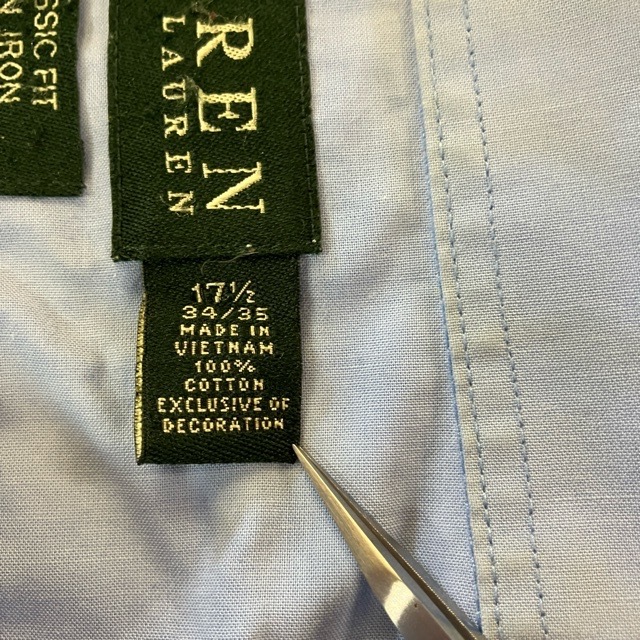 SSIC FIT
N IRON
REN
LAUREN
17½
34/35
MADE IN
VIETNAM
100%
COTTON
EXCLUSIVE OF
DECORATION